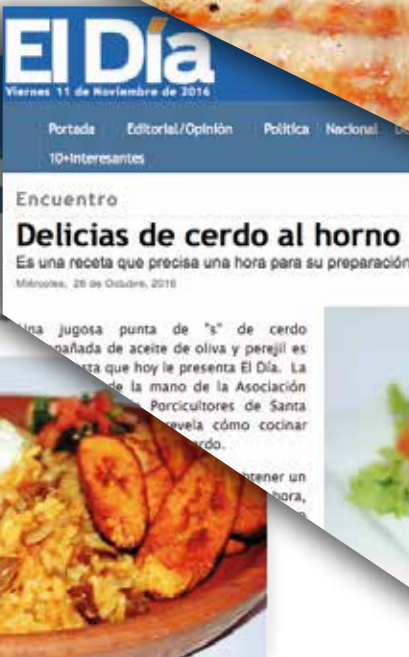 El Día
Viernes 11 de Noviembre de 2016
Portada Editorial/Opinión Política Nacional
10+Interesantes
Encuentro
Delicias de cerdo al horno
Es una receta que precisa una hora para su preparación
Miércoles, 26 de Octubre, 2016
jugosa punta de "s" de cerdo
de aceite de oliva y perejil es
que hoy le presenta El Día. La
de la mano de la Asociación
Porcicultores de Santa
cómo cocinar
un
hora,